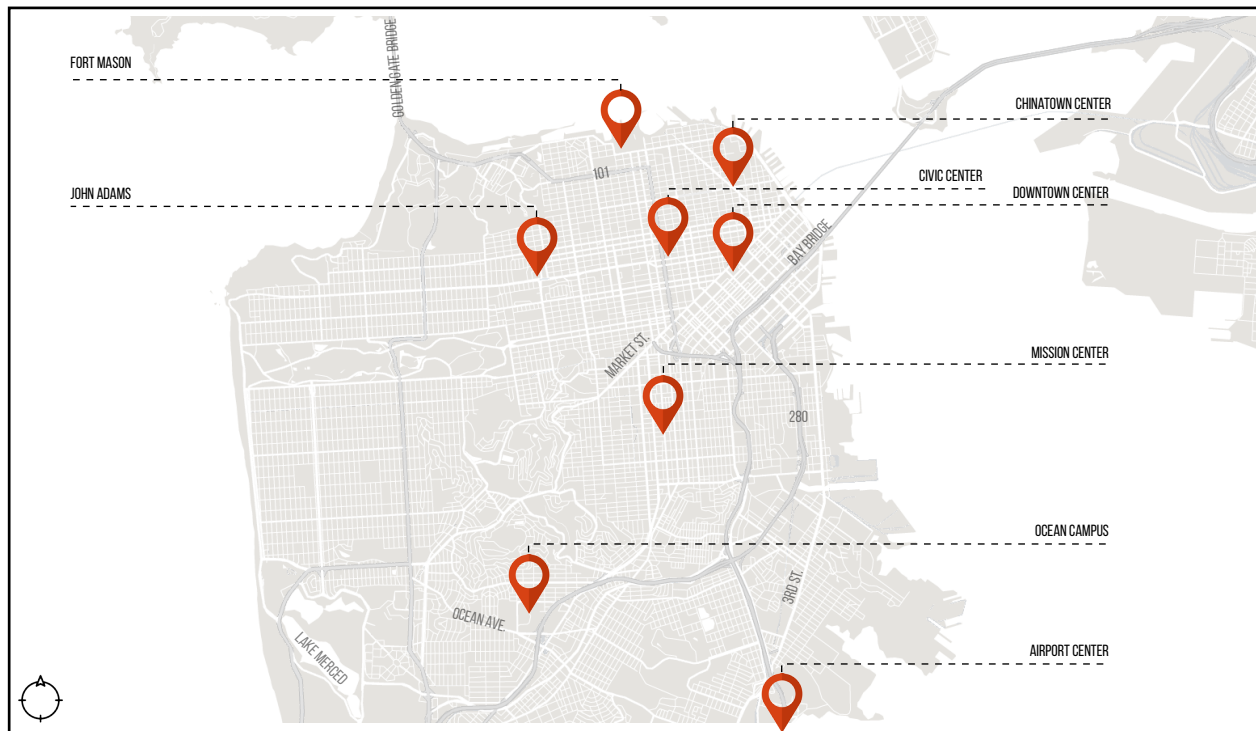 FORT MASON
GOLDEN GATE BRIDGE
CHINATOWN CENTER
101
CIVIC CENTER
JOHN ADAMS
DOWNTOWN CENTER
BAY BRIDGE
MARKET ST.
MISSION CENTER
280
OCEAN CAMPUS
3RD ST.
OCEAN AVE.
LAKE MERCED
AIRPORT CENTER